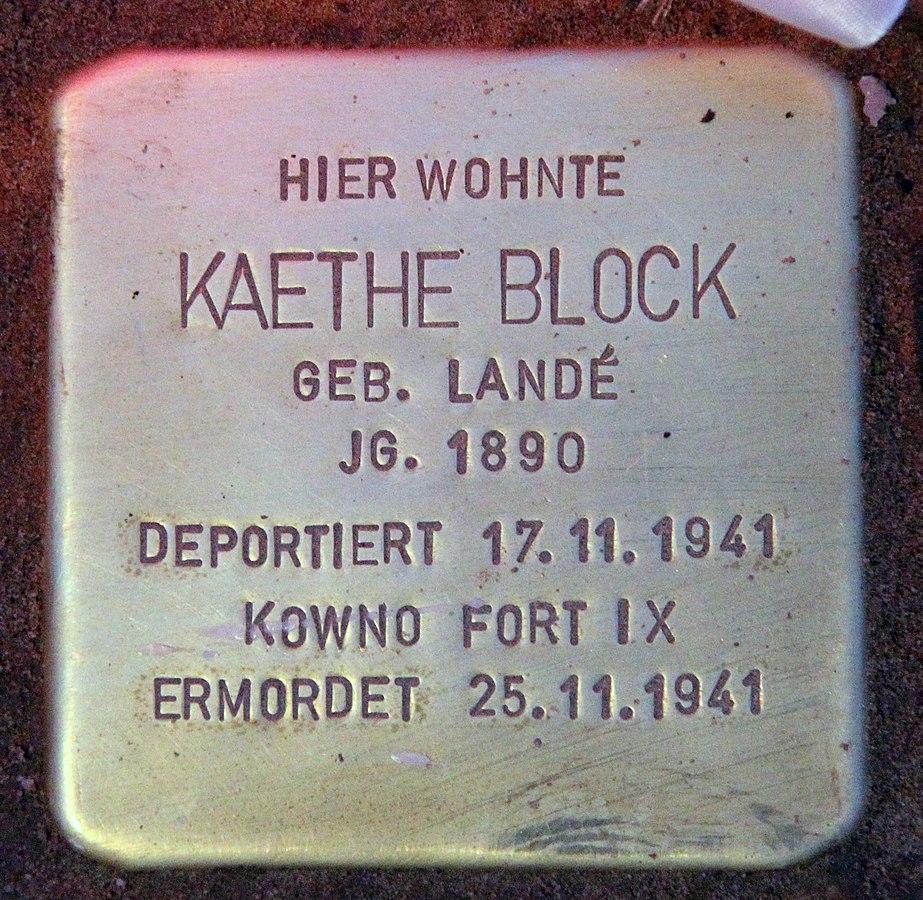 HIER WOHNTE
KAETHE BLOCK
GEB. LANDÉ
JG. 1890
DEPORTIERT 17.11.1941
KOWNO FORT IX
ERMORDET 25.11.1941